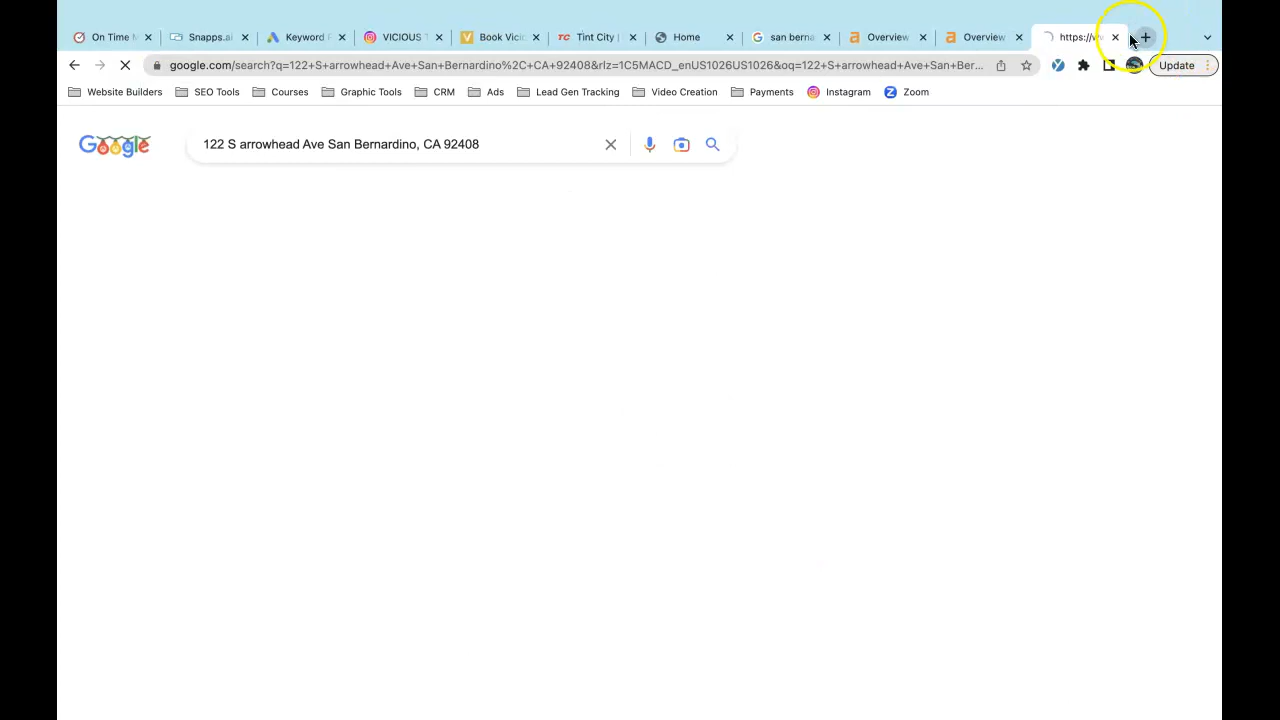 On Time M
Snapps.ai
Keyword P
VICIOUS T
Book Vicio
TC Tint City |
Home
san berna
Overview
Overview
https://ww
google.com/search?q=122+S+arrowhead+Ave+San+Bernardino%2C+CA+92408&rlz=1C5MACD_enUS1026US1026&oq=122+S+arrowhead+Ave+San+Ber...
Update
Website Builders
SEO Tools
Courses
Graphic Tools
CRM
Ads
Lead Gen Tracking
Video Creation
Payments
Instagram
Zoom
Google
122 S arrowhead Ave San Bernardino, CA 92408